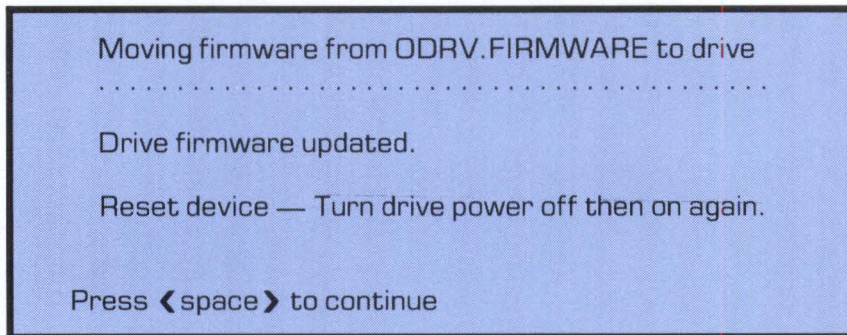 Moving firmware from ODRV.FIRMWARE to drive
. . . . . . . . . . . . . . . . . . . . . . . . . . . . . . . . . . . . . . . . . . . . .
Drive firmware updated.
Reset device — Turn drive power off then on again.
Press ❮space❯ to continue